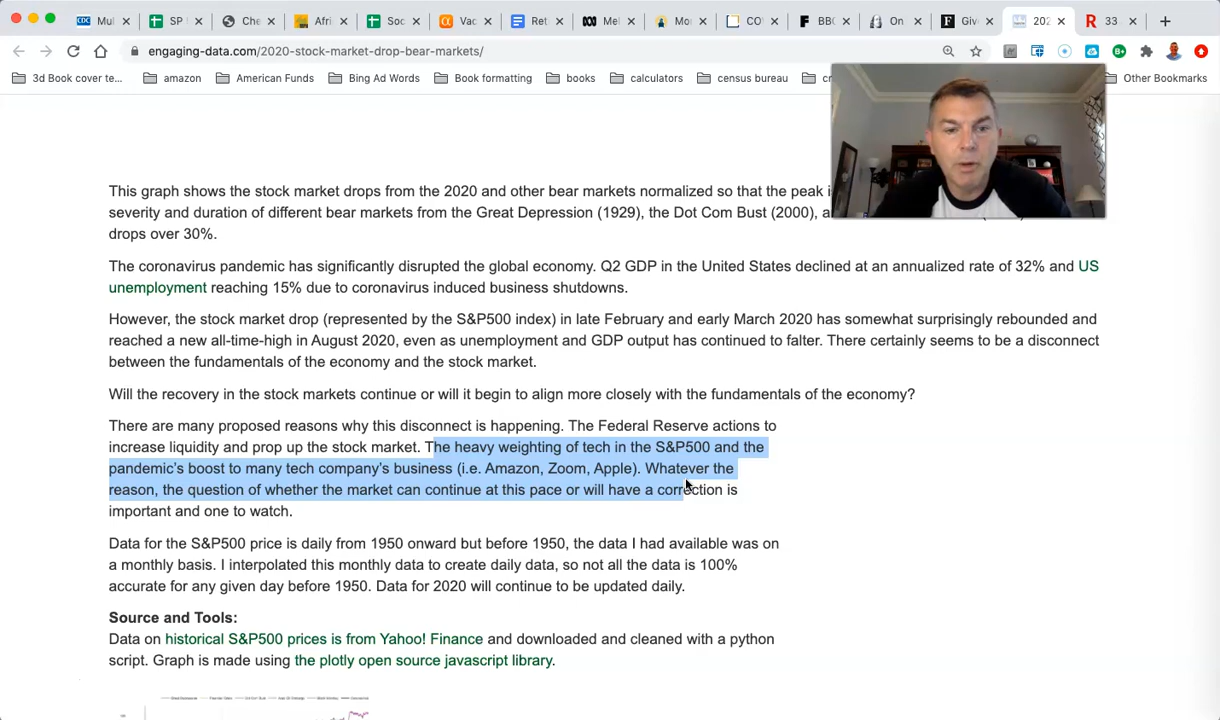 Mul
SP
Che
Afri
Soc
Vac
Ret
Mei
Mor
CO
BBC
On
Give
202
33
engaging-data.com/2020-stock-market-drop-bear-markets/
3d Book cover te...
amazon
American Funds
Bing Ad Words
Book formatting
books
calculators
census bureau
Other Bookmarks
This graph shows the stock market drops from the 2020 and other bear markets normalized so that the peak i
severity and duration of different bear markets from the Great Depression (1929), the Dot Com Bust (2000), a
drops over 30%.
The coronavirus pandemic has significantly disrupted the global economy. Q2 GDP in the United States declined at an annualized rate of 32% and US
unemployment reaching 15% due to coronavirus induced business shutdowns.
However, the stock market drop (represented by the S&P500 index) in late February and early March 2020 has somewhat surprisingly rebounded and
reached a new all-time-high in August 2020, even as unemployment and GDP output has continued to falter. There certainly seems to be a disconnect
between the fundamentals of the economy and the stock market.
Will the recovery in the stock markets continue or will it begin to align more closely with the fundamentals of the economy?
There are many proposed reasons why this disconnect is happening. The Federal Reserve actions to
increase liquidity and prop up the stock market. The heavy weighting of tech in the S&P500 and the
pandemic's boost to many tech company's business (i.e. Amazon, Zoom, Apple). Whatever the
reason, the question of whether the market can continue at this pace or will have a correction is
important and one to watch.
Data for the S&P500 price is daily from 1950 onward but before 1950, the data I had available was on
a monthly basis. I interpolated this monthly data to create daily data, so not all the data is 100%
accurate for any given day before 1950. Data for 2020 will continue to be updated daily.
Source and Tools:
Data on historical S&P500 prices is from Yahoo! Finance and downloaded and cleaned with a python
script. Graph is made using the plotly open source javascript library.